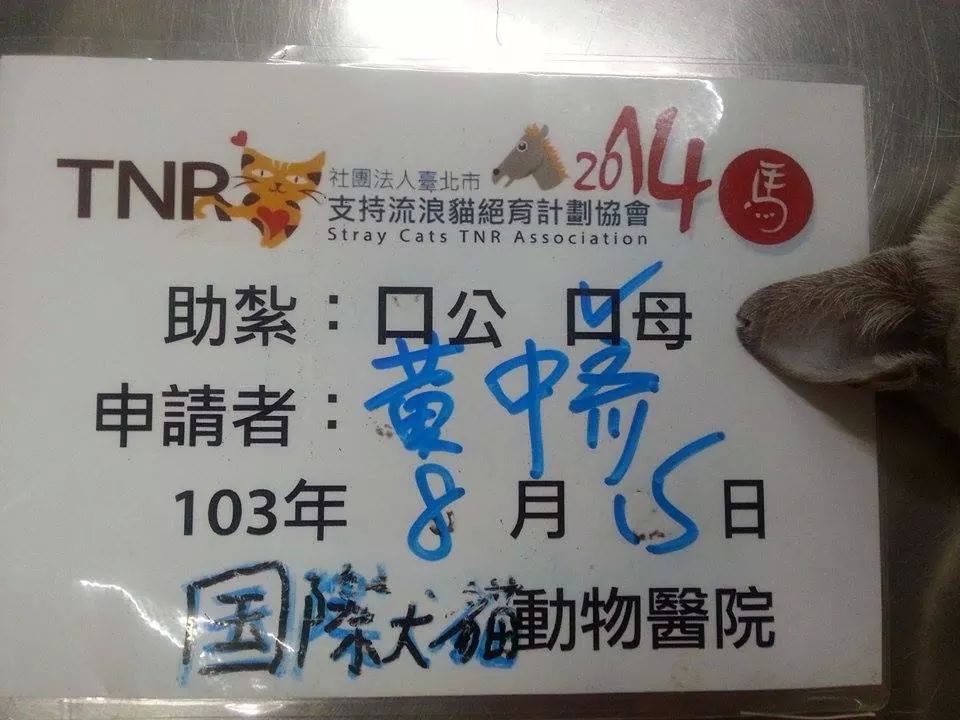 TNR 社團法人臺北市 2014 馬
支持流浪貓絕育計劃協會
Stray Cats TNR Association
助紮：口公 口母
申請者：黃中
103年 8 月 15 日
国際大貓動物醫院